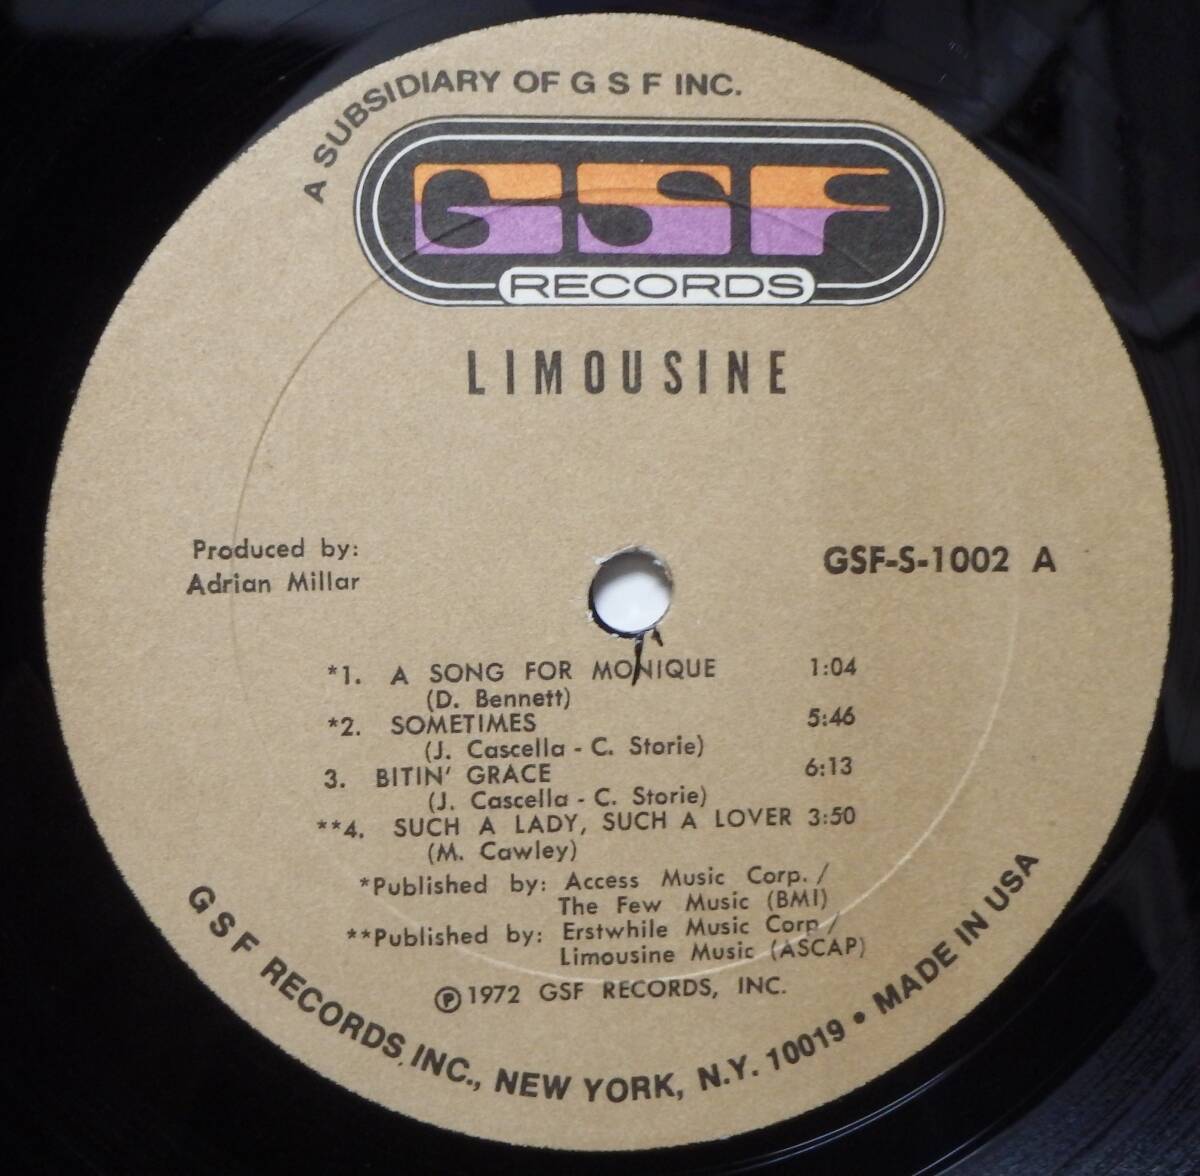 A SUBSIDIARY OF G S F INC.
GSF
RECORDS
LIMOUSINE
Produced by:
Adrian Millar
GSF-S-1002 A
*1. A SONG FOR MONIQUE 1:04
(D. Bennett)
*2. SOMETIMES 5:46
(J. Cascella - C. Storie)
3. BITIN' GRACE 6:13
(J. Cascella - C. Storie)
**4. SUCH A LADY, SUCH A LOVER 3:50
(M. Cawley)
*Published by: Access Music Corp. /
The Few Music (BMI)
**Published by: Erstwhile Music Corp /
Limousine Music (ASCAP)
Ⓟ1972 GSF RECORDS, INC.
G S F RECORDS, INC., NEW YORK, N.Y. 10019 • MADE IN USA